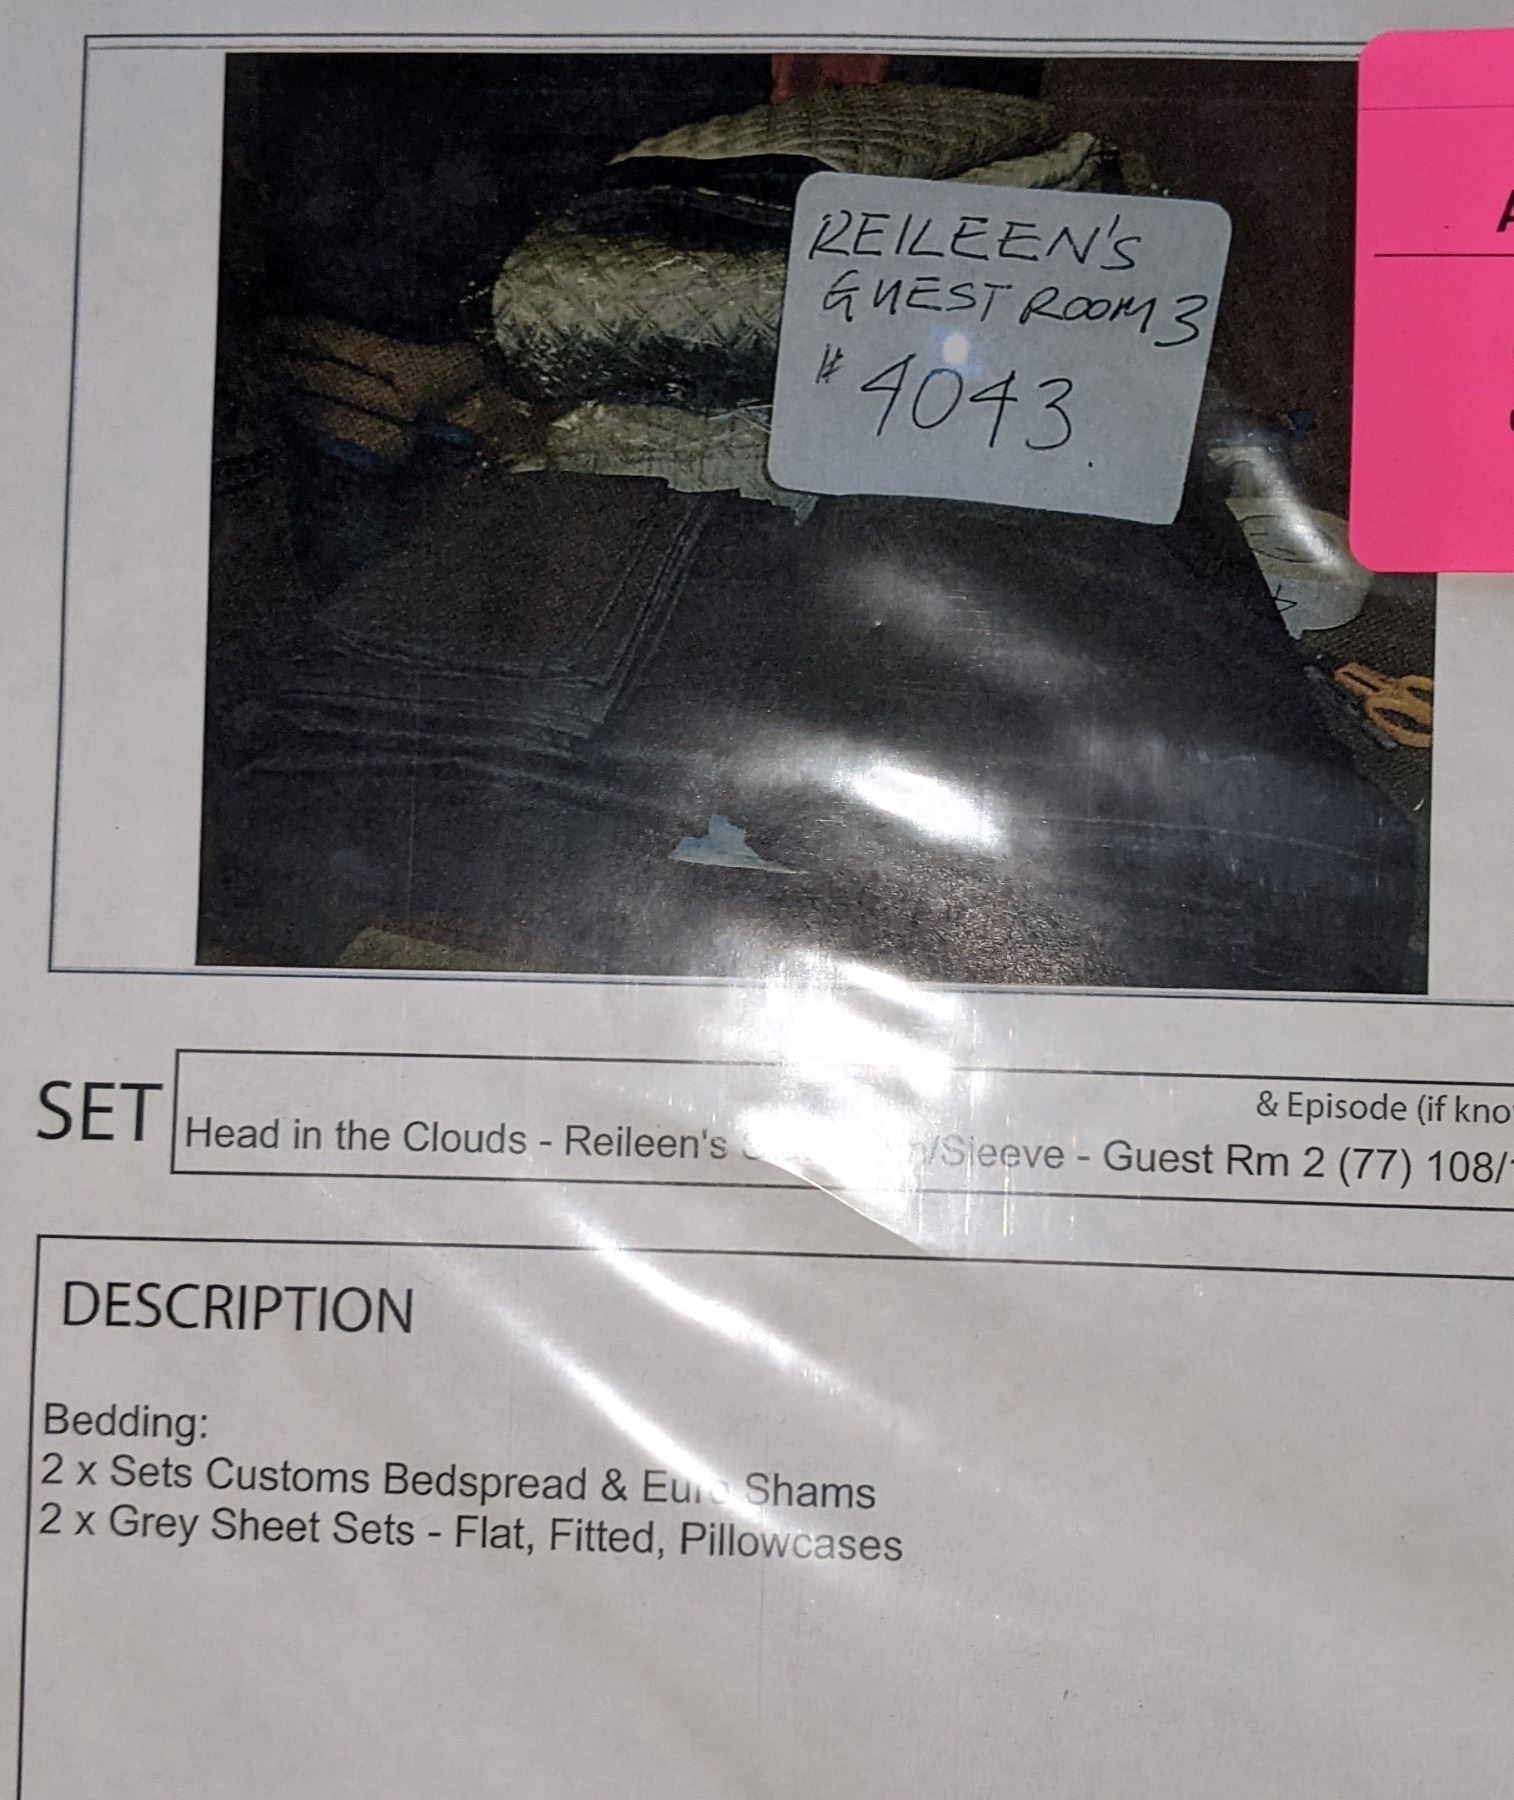 REILEEN'S
GUEST ROOM 3
# 4043.
& Episode (if kno
SET
Head in the Clouds - Reileen's /Sleeve - Guest Rm 2 (77) 108/
DESCRIPTION
Bedding:
2 x Sets Customs Bedspread & Euro Shams
2 x Grey Sheet Sets - Flat, Fitted, Pillowcases